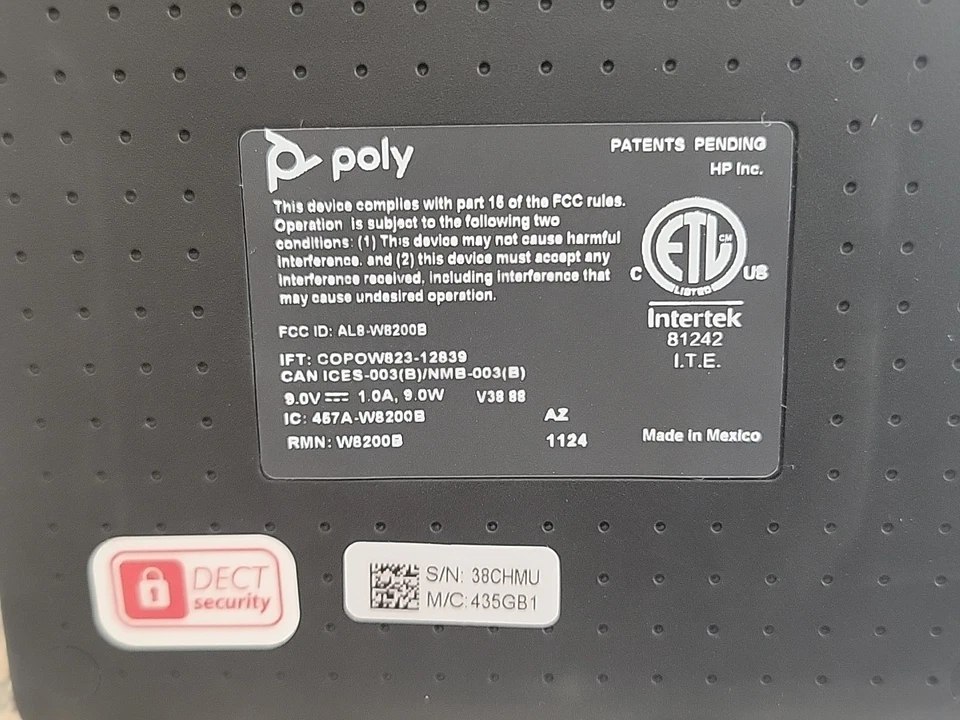 poly
PATENTS PENDING
HP Inc.
This device complies with part 15 of the FCC rules.
Operation is subject to the following two
conditions: (1) This device may not cause harmful
interference, and (2) this device must accept any
interference received, including interference that
may cause undesired operation.
ETL CM
C US
LISTED
Intertek
81242
I.T.E.
FCC ID: AL8-W8200B
IFT: COPOW823-12839
CAN ICES-003(B)/NMB-003(B)
9.0V⎓ 1.0A, 9.0W V38 88
IC: 457A-W8200B AZ
RMN: W8200B 1124
Made in Mexico
DECT
security
S/N: 38CHMU
M/C:435GB1